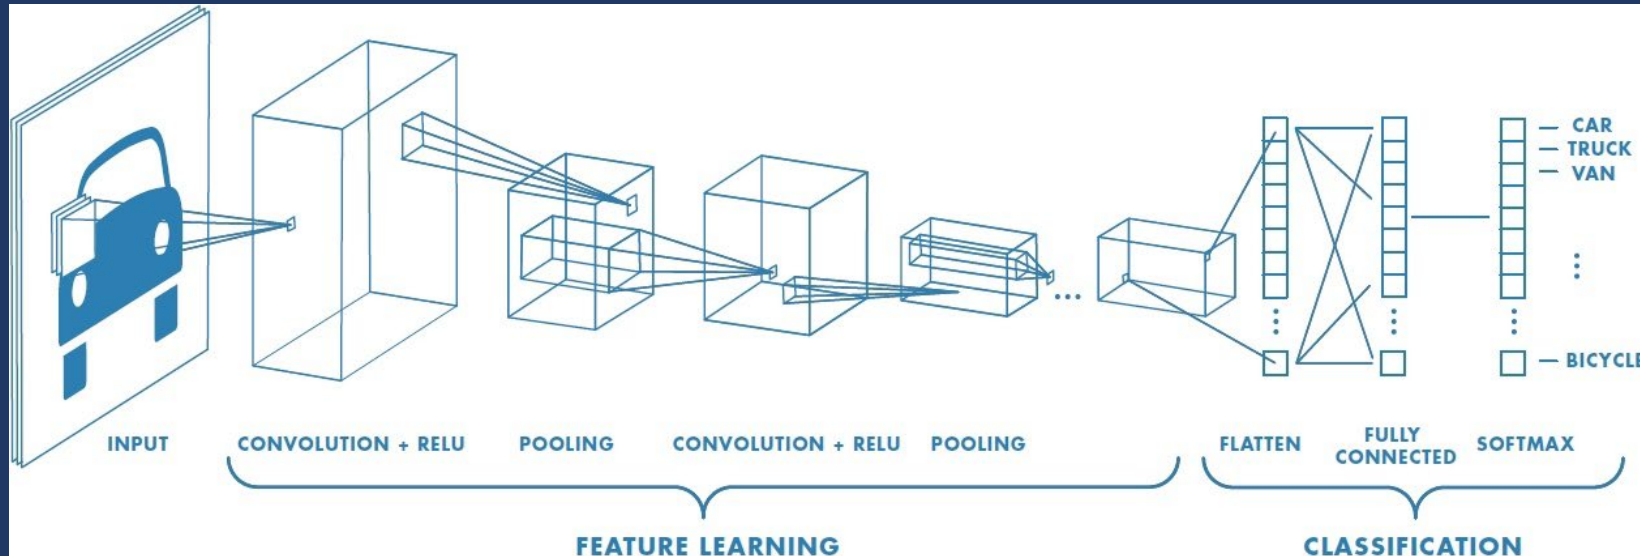 CAR
TRUCK
VAN
BICYCLE
INPUT
CONVOLUTION + RELU
POOLING
CONVOLUTION + RELU
POOLING
FLATTEN
FULLY
CONNECTED
SOFTMAX
FEATURE LEARNING
CLASSIFICATION